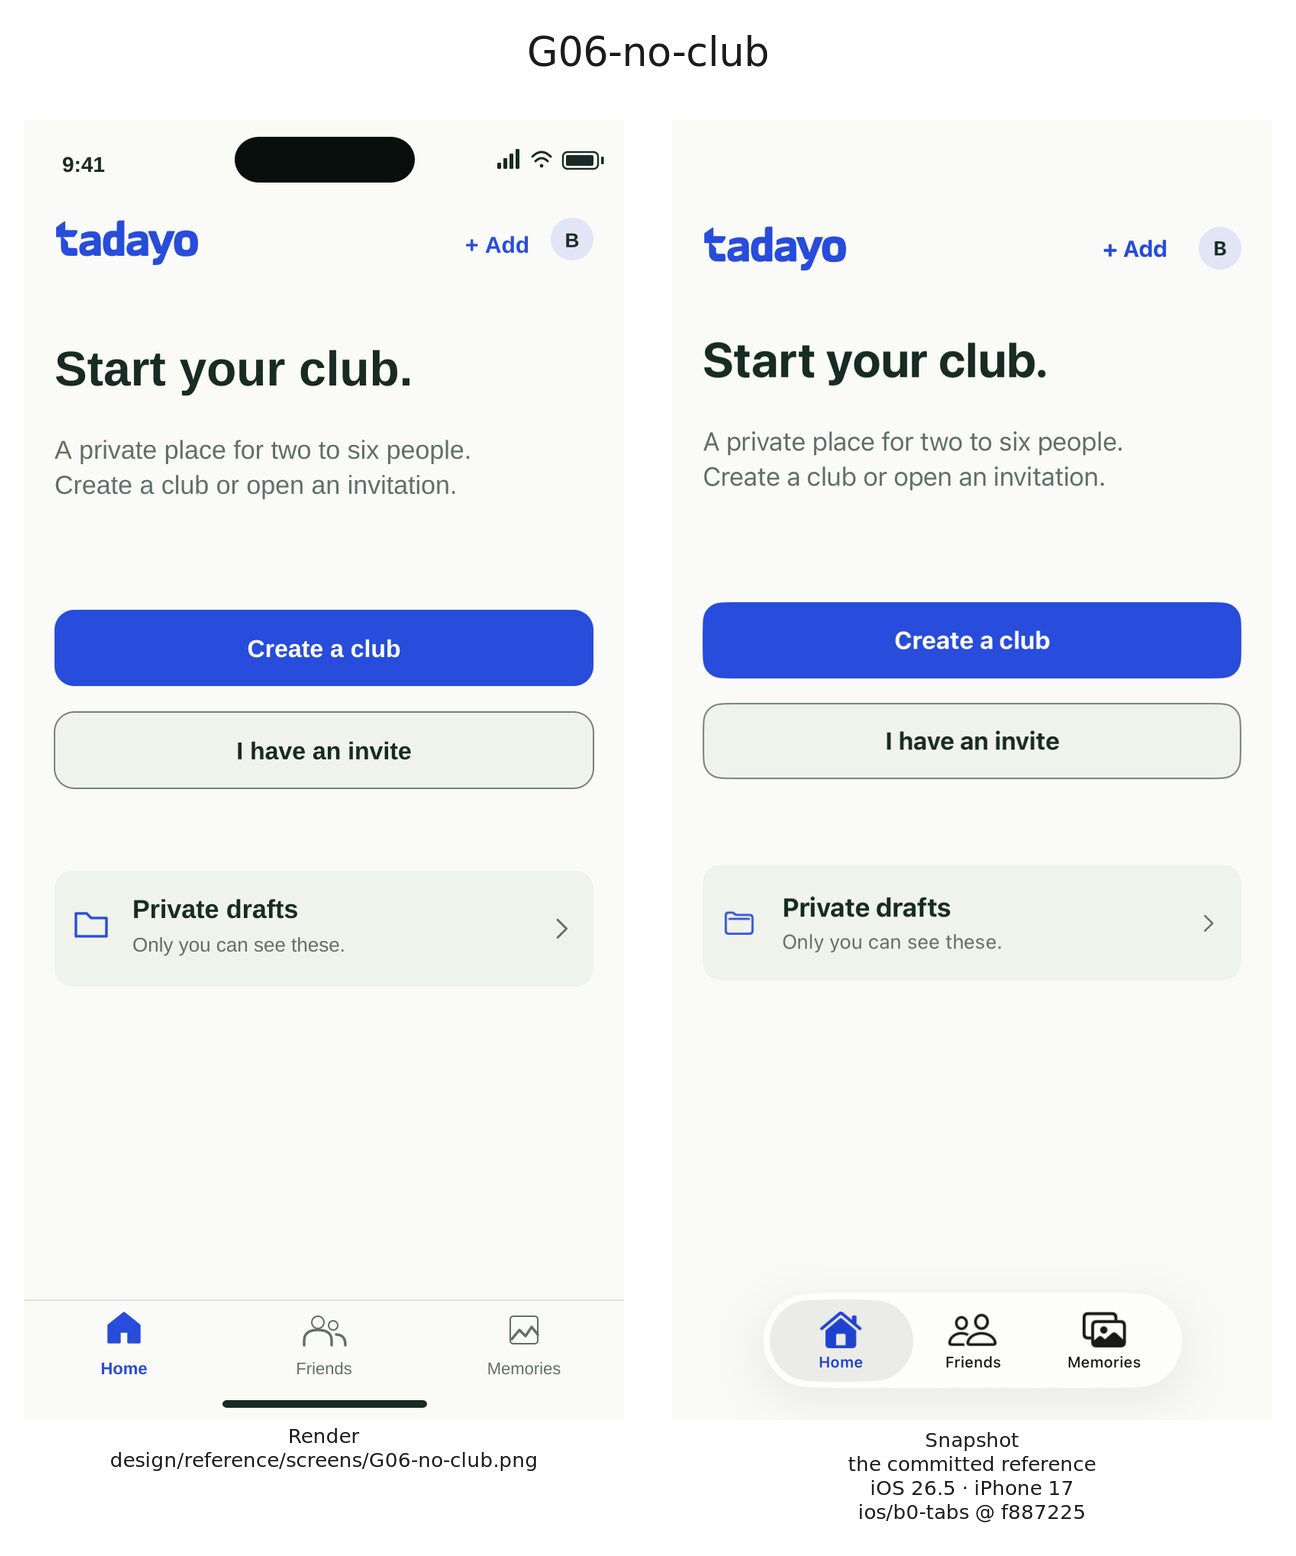 G06-no-club
9:41
tadayo
+ Add
B
Start your club.
A private place for two to six people.
Create a club or open an invitation.
Create a club
I have an invite
Private drafts
Only you can see these.
Home
Friends
Memories
Render
design/reference/screens/G06-no-club.png
tadayo
+ Add
B
Start your club.
A private place for two to six people.
Create a club or open an invitation.
Create a club
I have an invite
Private drafts
Only you can see these.
Home
Friends
Memories
Snapshot
the committed reference
iOS 26.5 · iPhone 17
ios/b0-tabs @ f887225